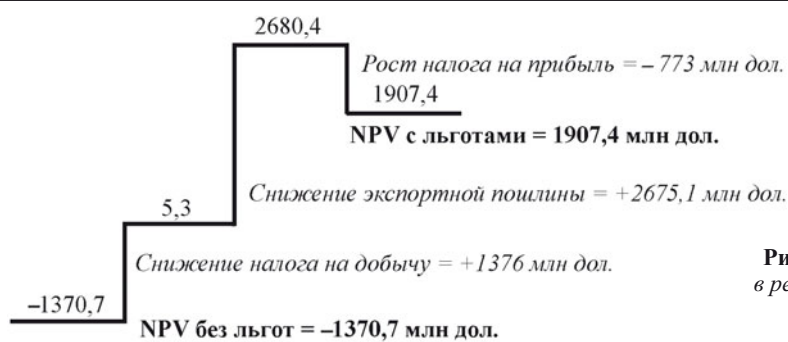 2680,4
Рост налога на прибыль = – 773 млн дол.
1907,4
NPV с льготами = 1907,4 млн дол.
Снижение экспортной пошлины = +2675,1 млн дол.
5,3
Снижение налога на добычу = +1376 млн дол.
–1370,7
NPV без льгот = –1370,7 млн дол.